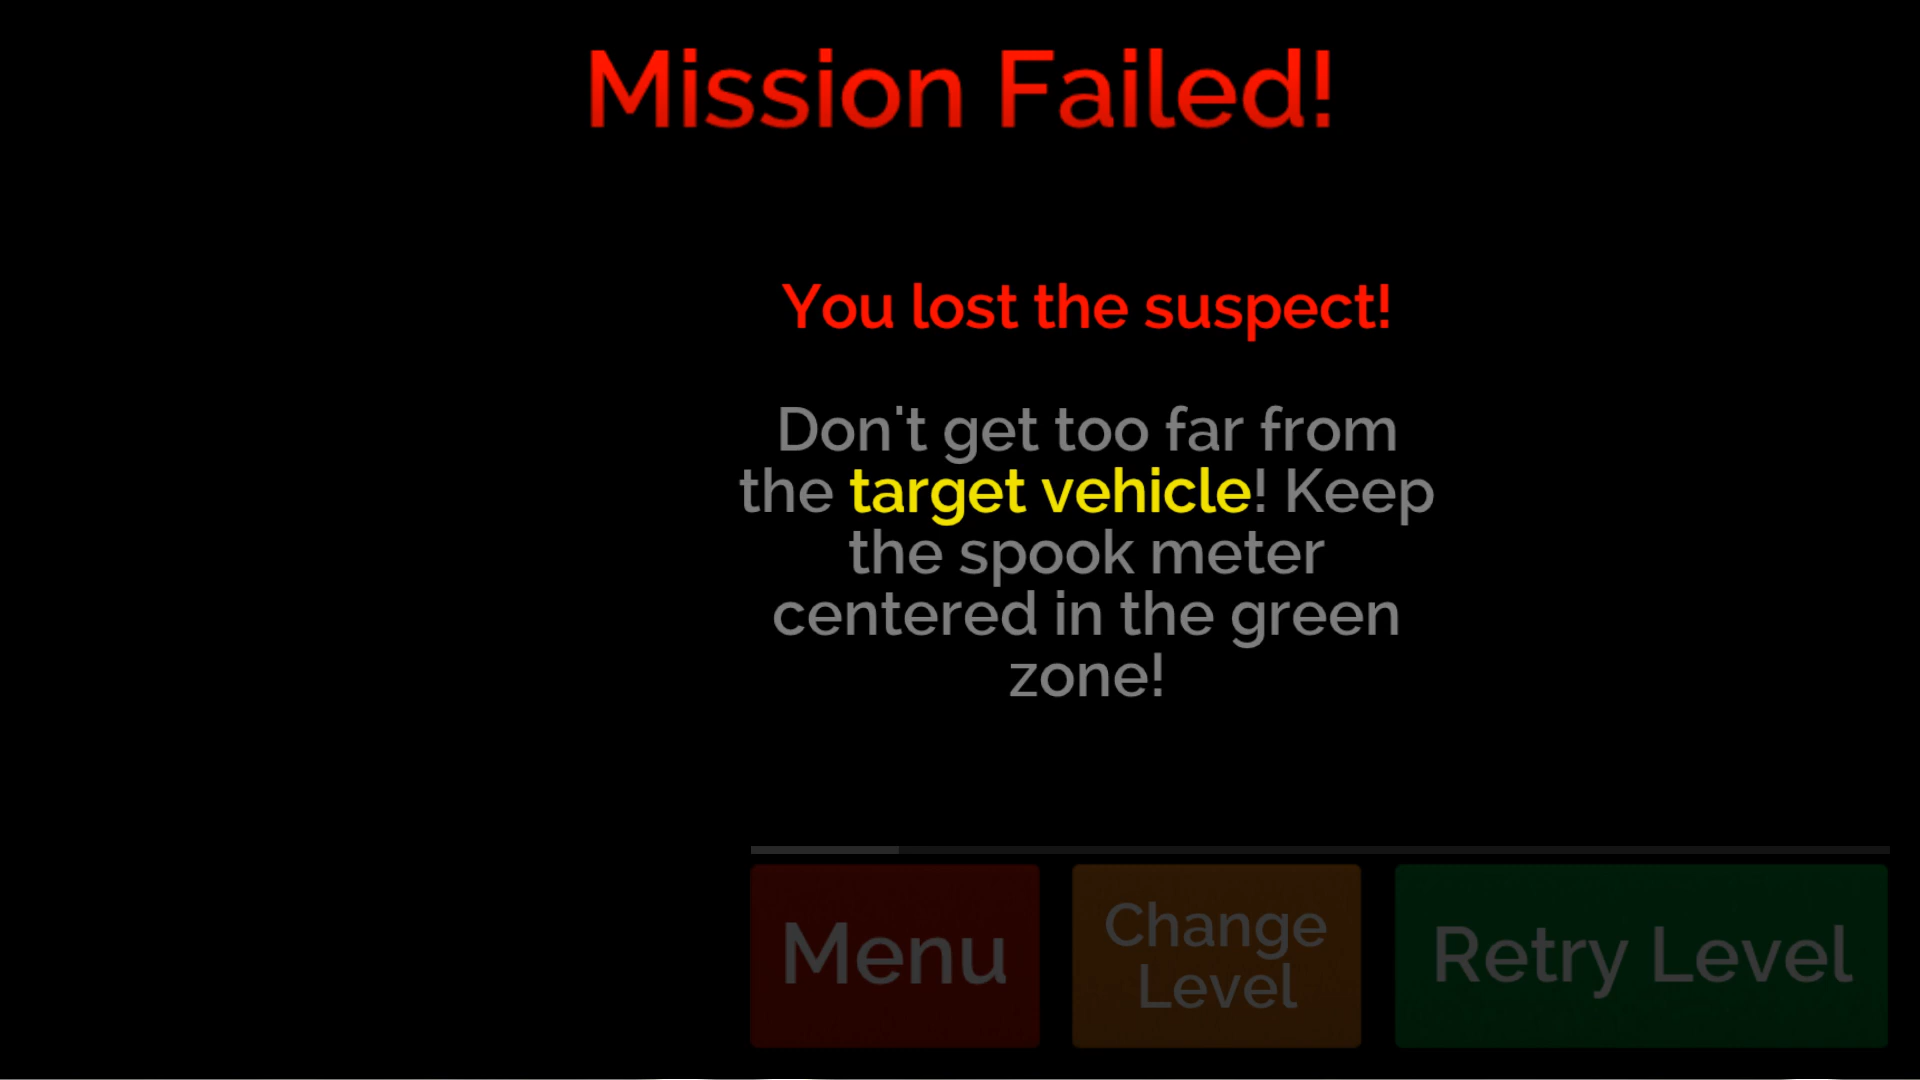 Mission Failed!
You lost the suspect!
Don't get too far from
the target vehicle! Keep
the spook meter
centered in the green
zone!
Menu
Change
Level
Retry Level